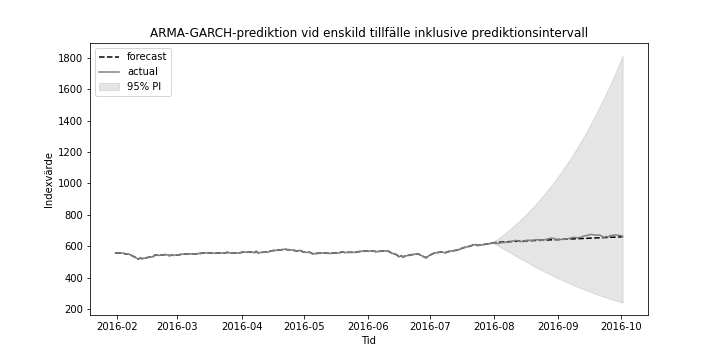 ARMA-GARCH-prediktion vid enskild tillfälle inklusive prediktionsintervall
forecast
actual
95% PI
Indexvärde
1800
1600
1400
1200
1000
800
600
400
200
2016-02 2016-03 2016-04 2016-05 2016-06 2016-07 2016-08 2016-09 2016-10
Tid